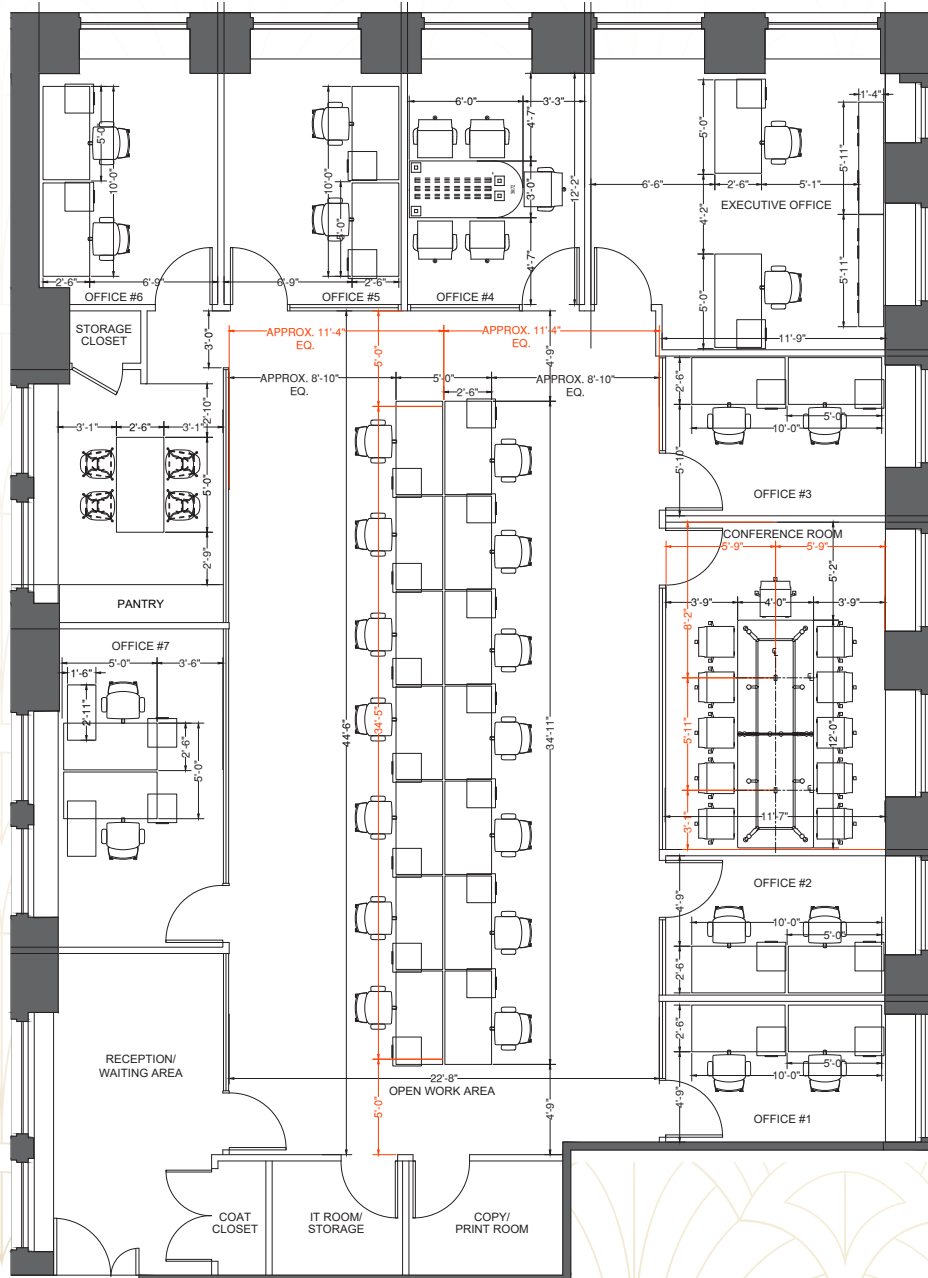 6'-0"
3'-3"
4'-7"
12'-2"
3'-0"
4'-7"
5'-0"
10'-0"
2'-6"
6'-9"
OFFICE #6
10'-0"
5'-0"
6'-9"
2'-6"
OFFICE #5
OFFICE #4
1'-4"
5'-0"
5'-11"
6'-6"
2'-6"
5'-1"
EXECUTIVE OFFICE
4'-2"
5'-11"
5'-0"
11'-9"
STORAGE
CLOSET
3'-0"
APPROX. 11'-4"
EQ.
APPROX. 11'-4"
EQ.
5'-0"
4'-9"
APPROX. 8'-10"
EQ.
5'-0"
2'-6"
APPROX. 8'-10"
EQ.
2'-6"
5'-0"
10'-0"
5'-10"
OFFICE #3
2'-10"
3'-1"
2'-6"
3'-1"
5'-0"
2'-9"
PANTRY
CONFERENCE ROOM
5'-9"
5'-9"
5'-2"
3'-9"
4'-0"
3'-9"
8'-2"
5'-11"
12'-0"
3'-1"
11'-7"
OFFICE #7
5'-0"
3'-6"
1'-6"
2'-11"
2'-6"
5'-0"
44'-6"
34'-5"
34'-11"
OFFICE #2
4'-9"
10'-0"
5'-0"
2'-6"
2'-6"
5'-0"
10'-0"
4'-9"
OFFICE #1
RECEPTION/
WAITING AREA
22'-8"
OPEN WORK AREA
5'-0"
4'-9"
COAT
CLOSET
IT ROOM/
STORAGE
COPY/
PRINT ROOM